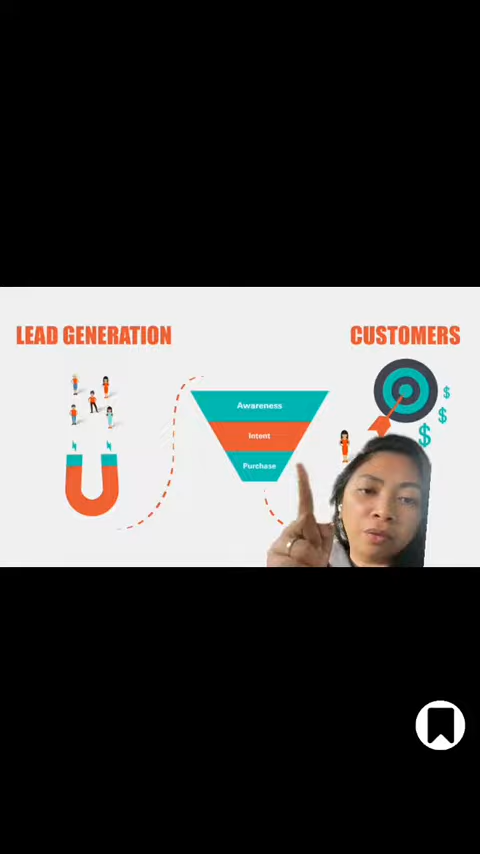 LEAD GENERATION
CUSTOMERS
Awareness
Intent
Purchase
$
$
$